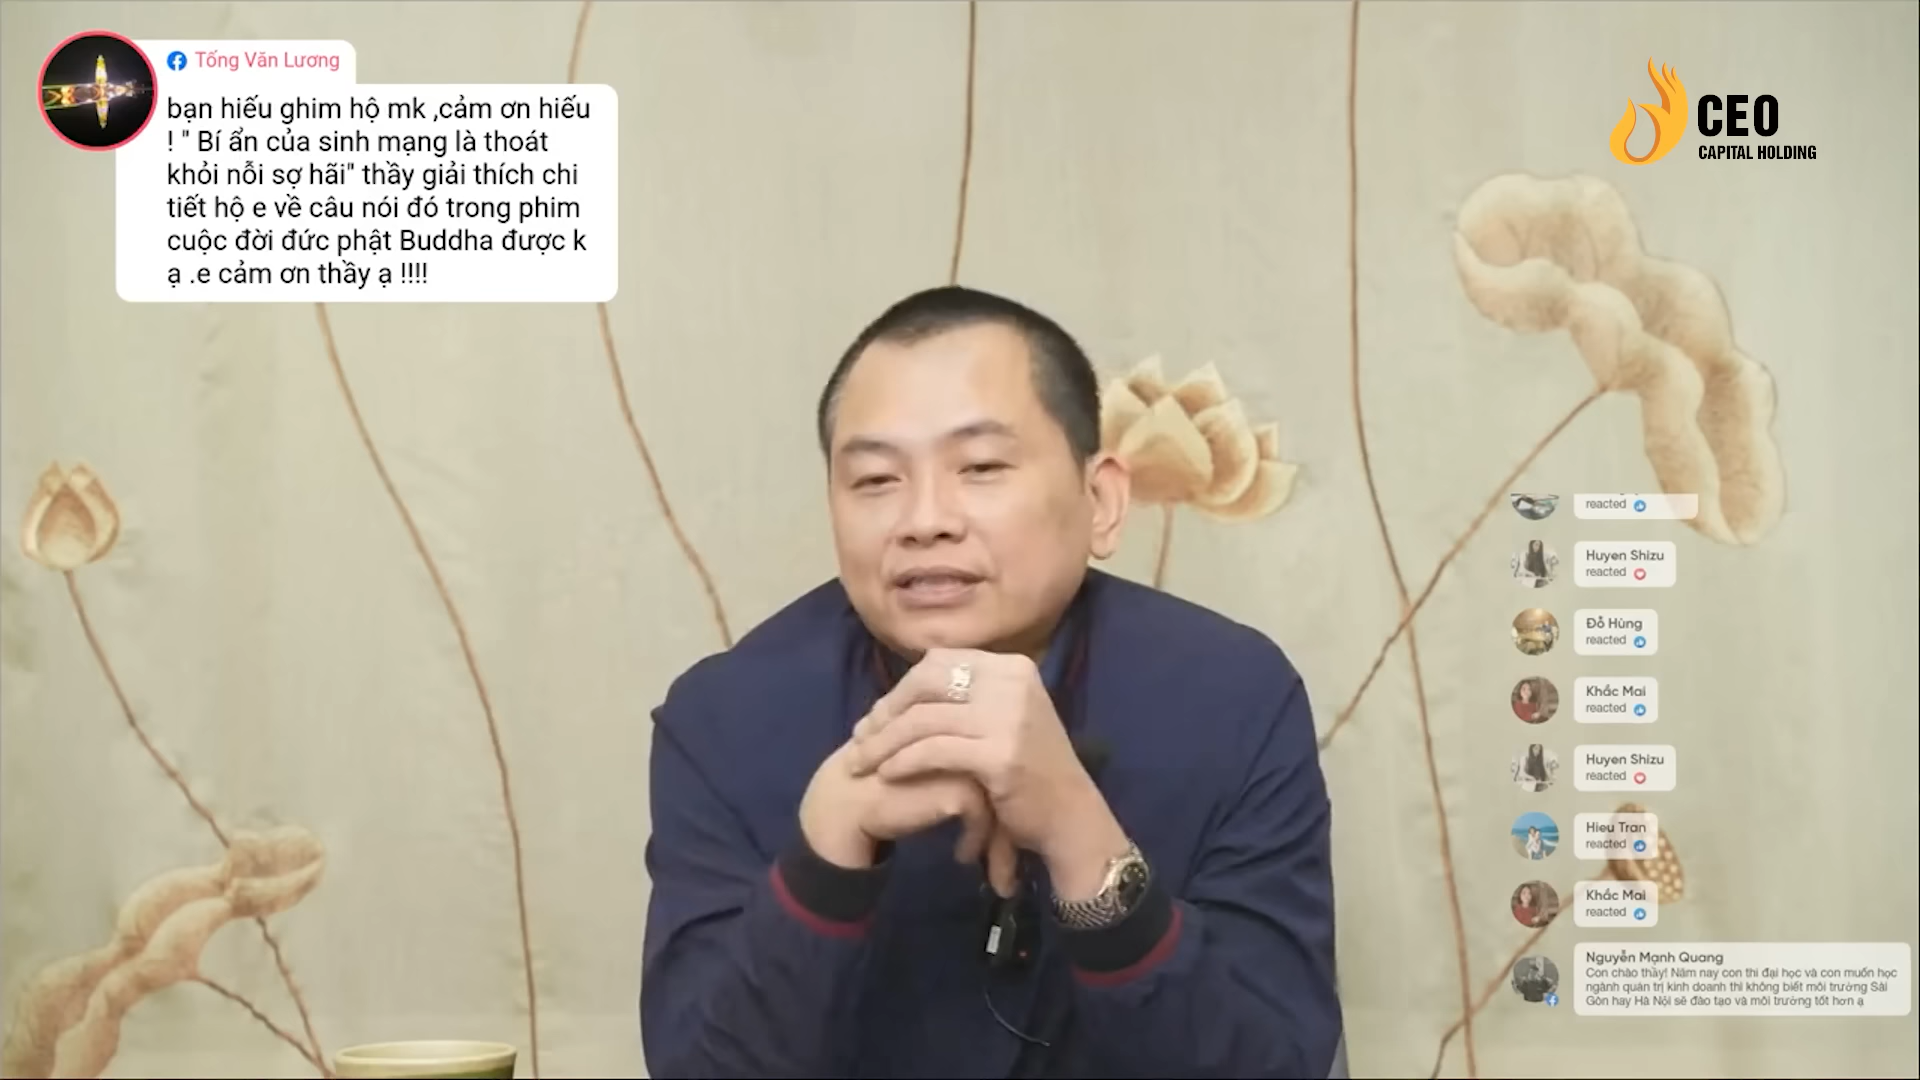 Tống Văn Lương
bạn hiếu ghim hộ mk ,cảm ơn hiếu
! " Bí ẩn của sinh mạng là thoát
khỏi nỗi sợ hãi" thầy giải thích chi
tiết hộ e về câu nói đó trong phim
cuộc đời đức phật Buddha được k
ạ .e cảm ơn thầy ạ !!!!
CEO
CAPITAL HOLDING
reacted
Huyen Shizu
reacted
Đỗ Hùng
reacted
Khắc Mai
reacted
Huyen Shizu
reacted
Hieu Tran
reacted
Khắc Mai
reacted
Nguyễn Mạnh Quang
Con chào thầy! Năm nay con thi đại học và con muốn học
ngành quản trị kinh doanh thì không biết môi trường Sài
Gòn hay Hà Nội sẽ đào tạo và môi trường tốt hơn ạ